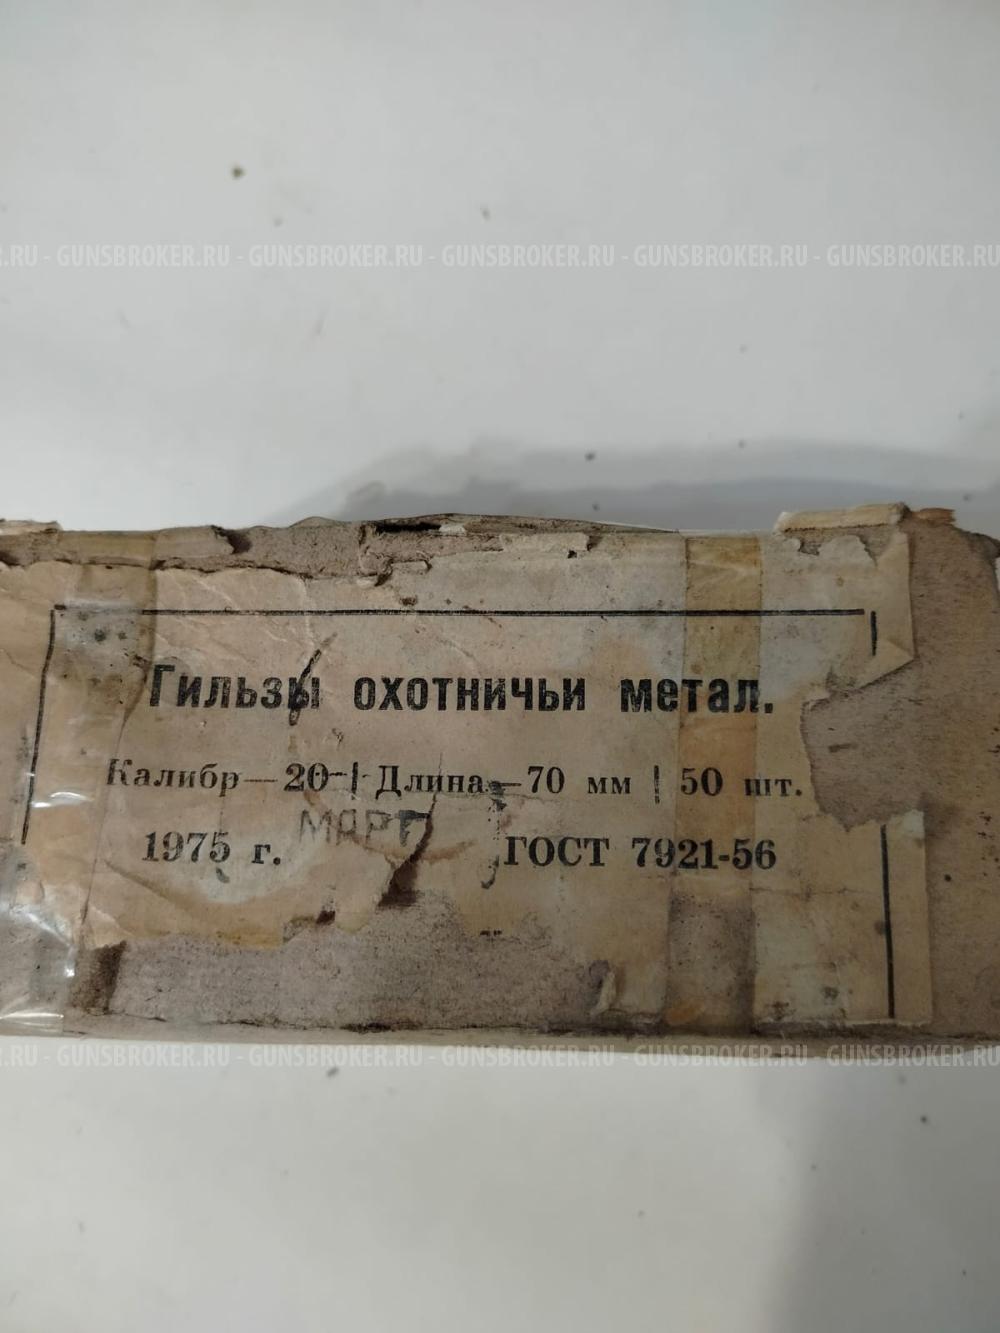 .RU - GUNSBROKER.RU - GUNSBROKER.RU - GUNSBROKER.RU - GUNSBROKER.RU - GUNSBROKER.RU
Гильзы охотничьи метал.
Калибр—20 | Длина—70 мм | 50 шт.
МАРТ
1975 г. ГОСТ 7921-56
.RU - GUNSBROKER.RU - GUNSBROKER.RU - GUNSBROKER.RU - GUNSBROKER.RU - GUNSBROKER.RU